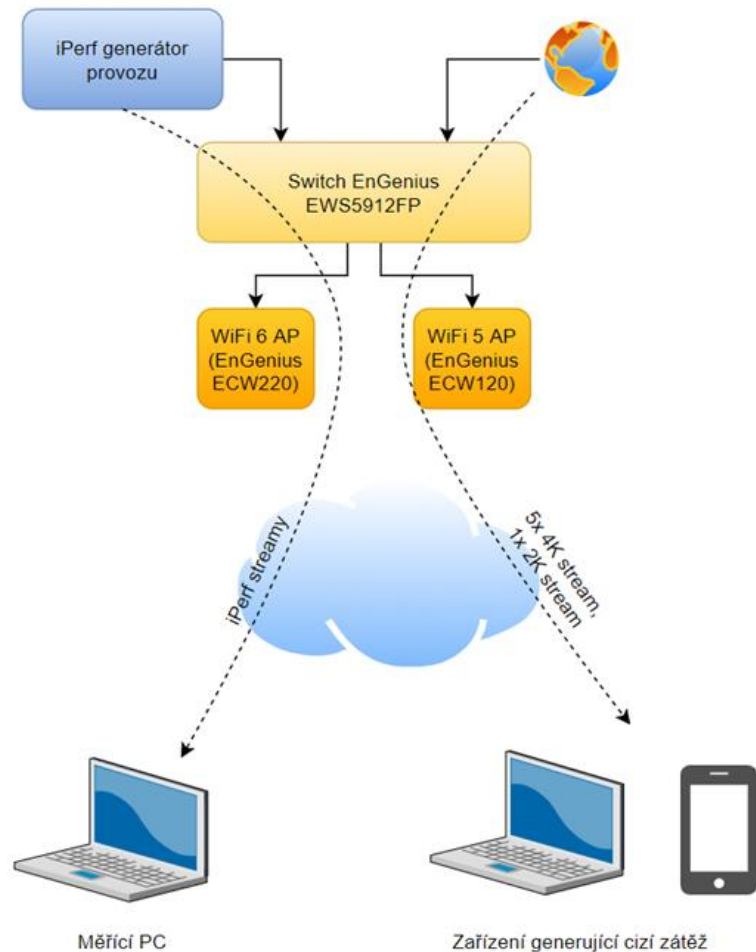 iPerf generátor
provozu
Switch EnGenius
EWS5912FP
WiFi 6 AP
(EnGenius
ECW220)
WiFi 5 AP
(EnGenius
ECW120)
iPerf streamy
5x 4K stream,
1x 2K stream
Měřící PC
Zařízení generující cizí zátěž